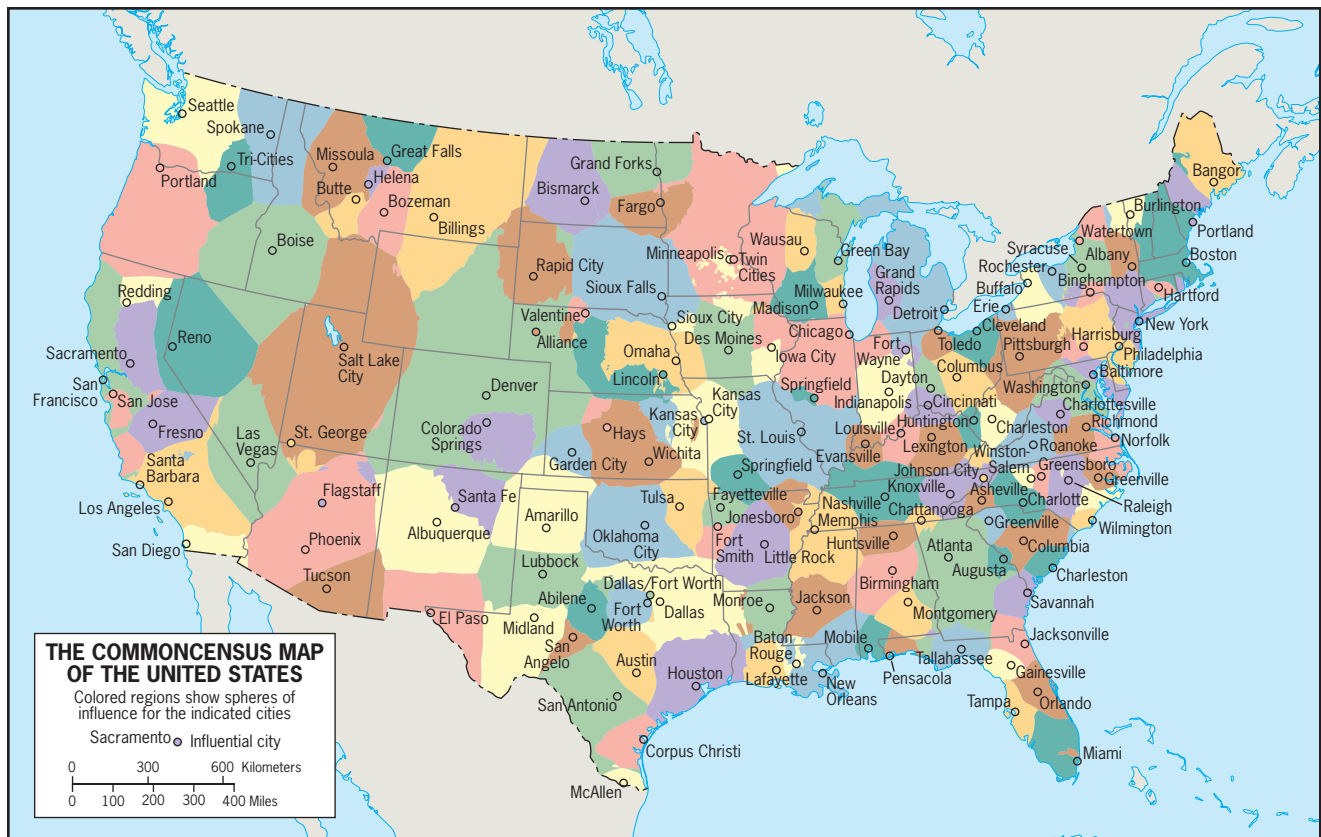 Seattle
Spokane
Tri-Cities
Portland
Missoula
Great Falls
Helena
Butte
Bozeman
Billings
Boise
Bismarck
Grand Forks
Fargo
Rapid City
Sioux Falls
Minneapolis
Twin
Cities
Wausau
Green Bay
Madison
Milwaukee
Grand
Rapids
Detroit
Chicago
Bangor
Burlington
Watertown
Portland
Syracuse
Albany
Boston
Rochester
Binghampton
Buffalo
Hartford
Erie
New York
Cleveland
Harrisburg
Toledo
Pittsburgh
Philadelphia
Baltimore
Washington
Redding
Reno
Sacramento
San
Francisco
San Jose
Fresno
Las
Vegas
St. George
Salt Lake
City
Santa
Barbara
Los Angeles
San Diego
Flagstaff
Phoenix
Tucson
Denver
Colorado
Springs
Santa Fe
Albuquerque
El Paso
Valentine
Alliance
Sioux City
Des Moines
Omaha
Iowa City
Lincoln
Kansas
City
Kansas
City
Hays
Garden City
Wichita
St. Louis
Springfield
Springfield
Fort
Wayne
Dayton
Columbus
Indianapolis
Cincinnati
Louisville
Huntington
Evansville
Lexington
Charleston
Charlottesville
Richmond
Norfolk
Roanoke
Winston-
Salem
Greensboro
Greenville
Johnson City
Knoxville
Asheville
Charlotte
Raleigh
Nashville
Chattanooga
Wilmington
Greenville
Columbia
Charleston
Amarillo
Oklahoma
City
Tulsa
Fayetteville
Jonesboro
Memphis
Fort
Smith
Little Rock
Huntsville
Atlanta
Augusta
Birmingham
Savannah
Montgomery
Lubbock
Dallas/Fort Worth
Abilene
Fort
Worth
Dallas
Monroe
Jackson
Midland
San
Angelo
Austin
Houston
Baton
Rouge
Lafayette
New
Orleans
Mobile
Pensacola
Tallahassee
Jacksonville
Gainesville
Tampa
Orlando
Miami
San Antonio
Corpus Christi
McAllen
THE COMMONCENSUS MAP
OF THE UNITED STATES
Colored regions show spheres of
influence for the indicated cities
Sacramento Influential city
0 300 600 Kilometers
0 100 200 300 400 Miles